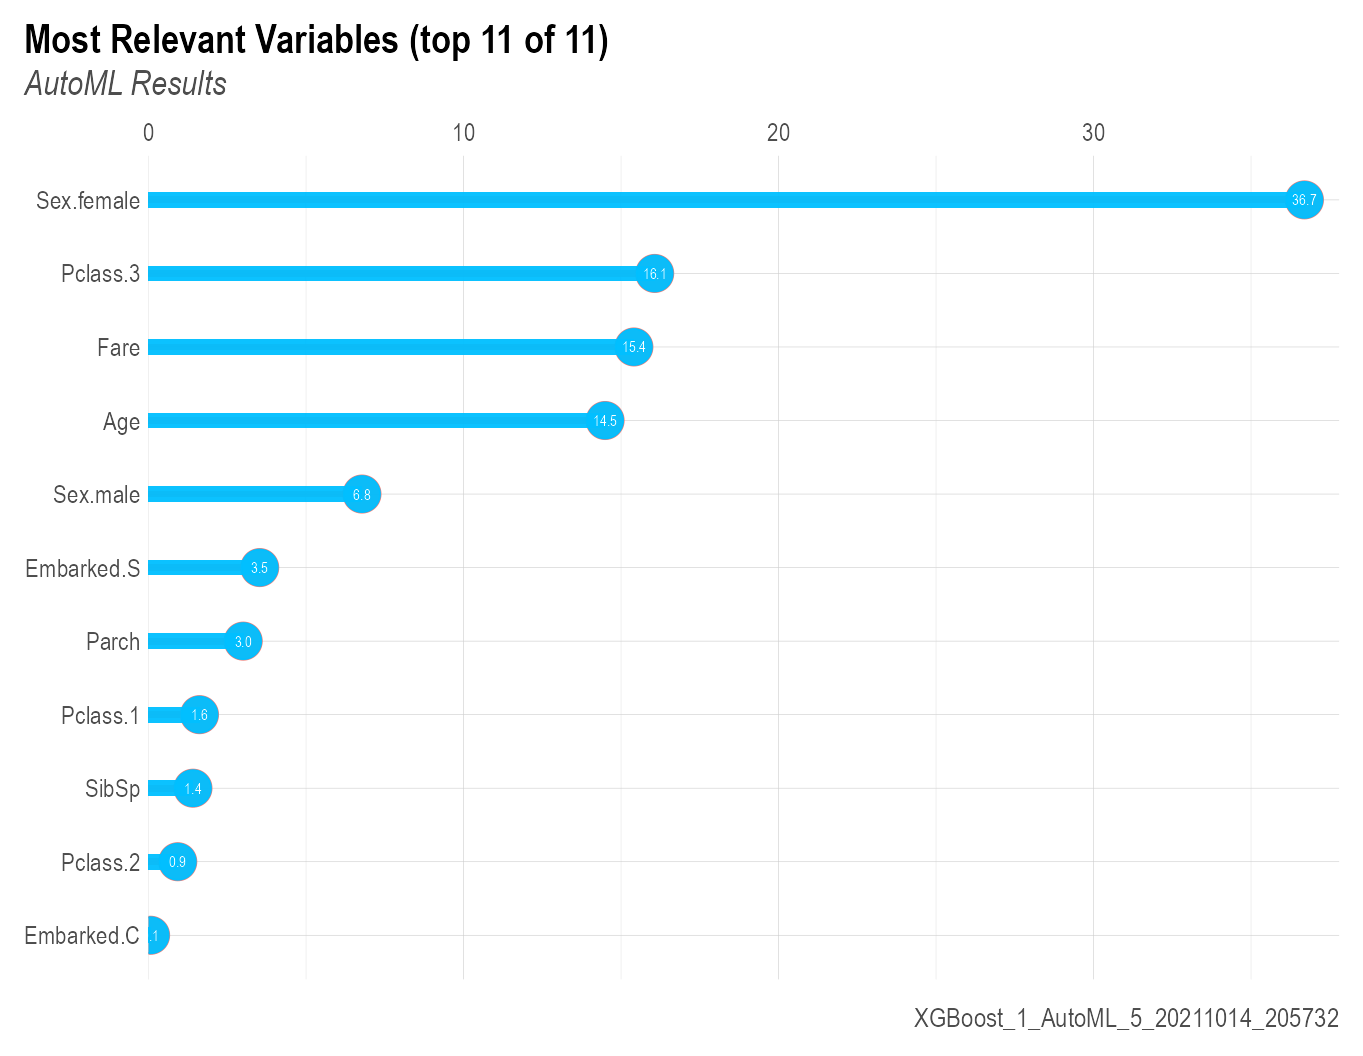 Most Relevant Variables (top 11 of 11)
AutoML Results
0 10 20 30
Sex.female 36.7
Pclass.3 16.1
Fare 15.4
Age 14.5
Sex.male 6.8
Embarked.S 3.5
Parch 3.0
Pclass.1 1.6
SibSp 1.4
Pclass.2 0.9
Embarked.C .1
XGBoost_1_AutoML_5_20211014_205732